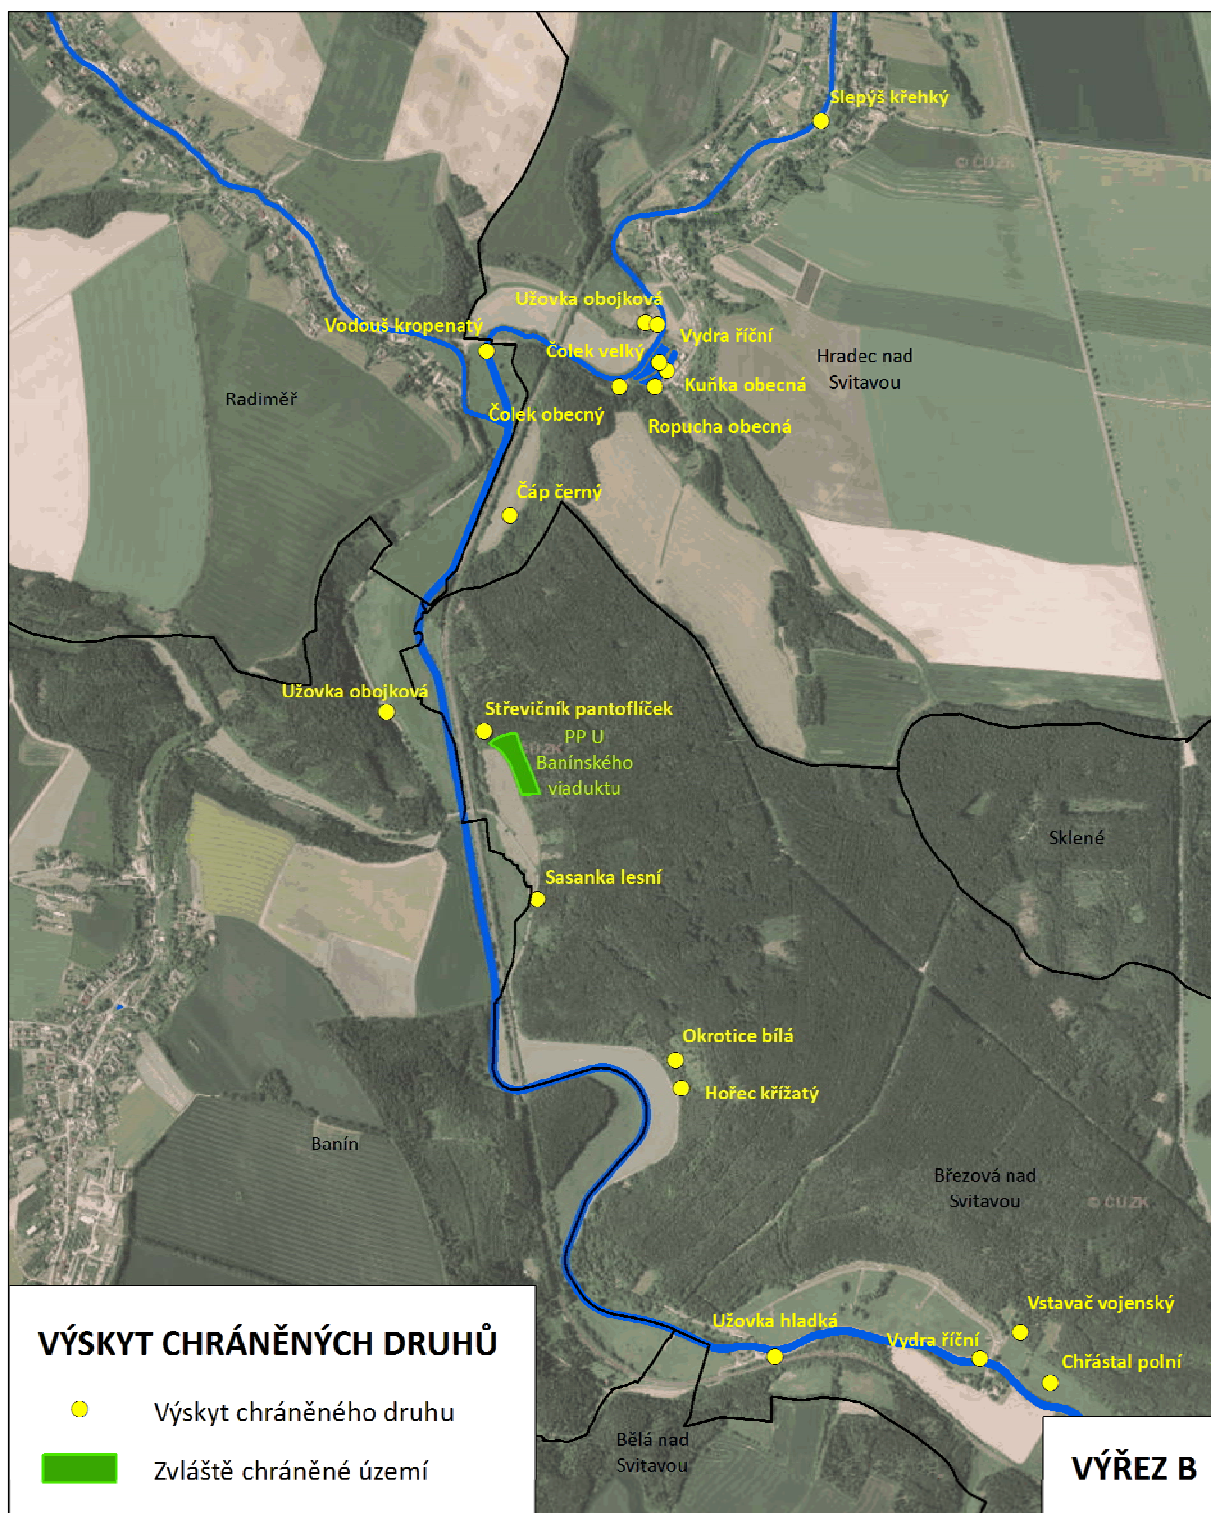 Slepýš křehký
© ČÚZK
Užovka obojková
Vodouš kropenatý
Vydra říční
Čolek velký
Hradec nad
Svitavou
Kuňka obecná
Radiměř
Čolek obecný
Ropucha obecná
Čáp černý
Užovka obojková
Střevičník pantoflíček
PP U
Banínského
viaduktu
Sklené
Sasanka lesní
Okrotice bílá
Hořec křížatý
Banín
Březová nad
Svitavou
© ČÚZK
Vstavač vojenský
Užovka hladká
Vydra říční
Chřástal polní
Bělá nad
Svitavou
VÝSKYT CHRÁNĚNÝCH DRUHŮ
Výskyt chráněného druhu
Zvláště chráněné území
VÝŘEZ B